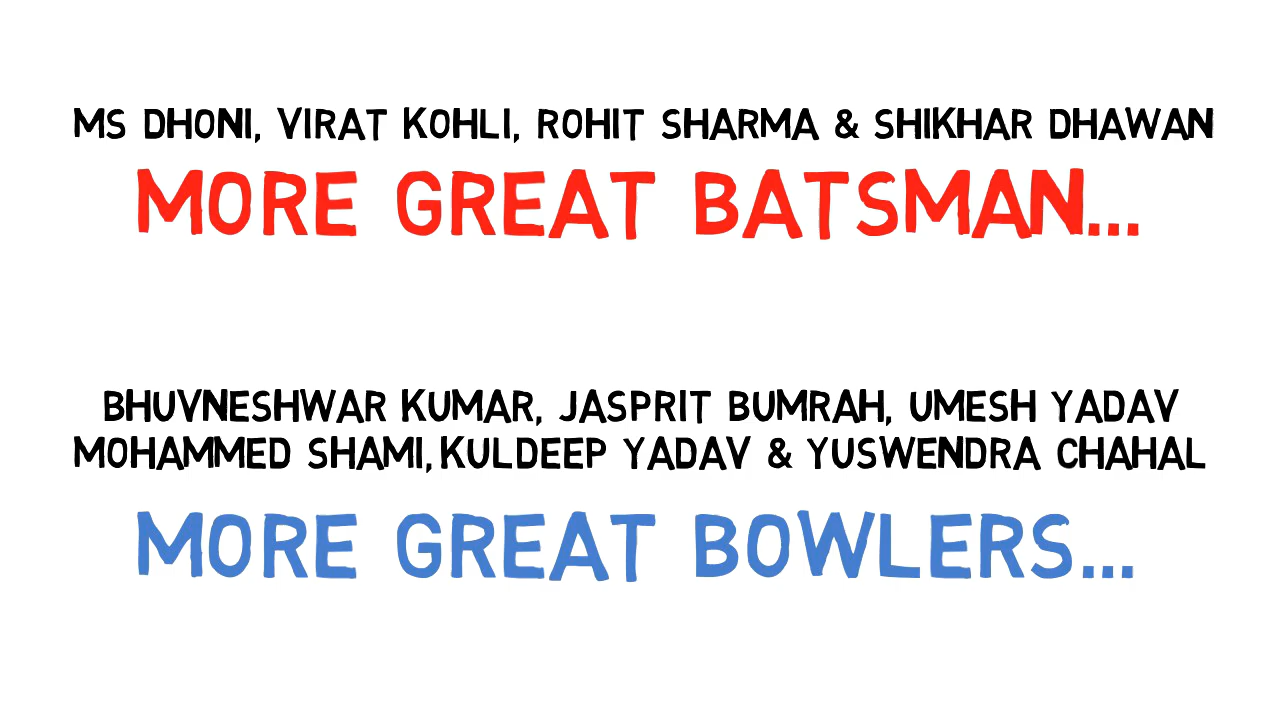 MS DHONI, VIRAT KOHLI, ROHIT SHARMA & SHIKHAR DHAWAN
MORE GREAT BATSMAN...
BHUVNESHWAR KUMAR, JASPRIT BUMRAH, UMESH YADAV
MOHAMMED SHAMI, KULDEEP YADAV & YUSWENDRA CHAHAL
MORE GREAT BOWLERS...